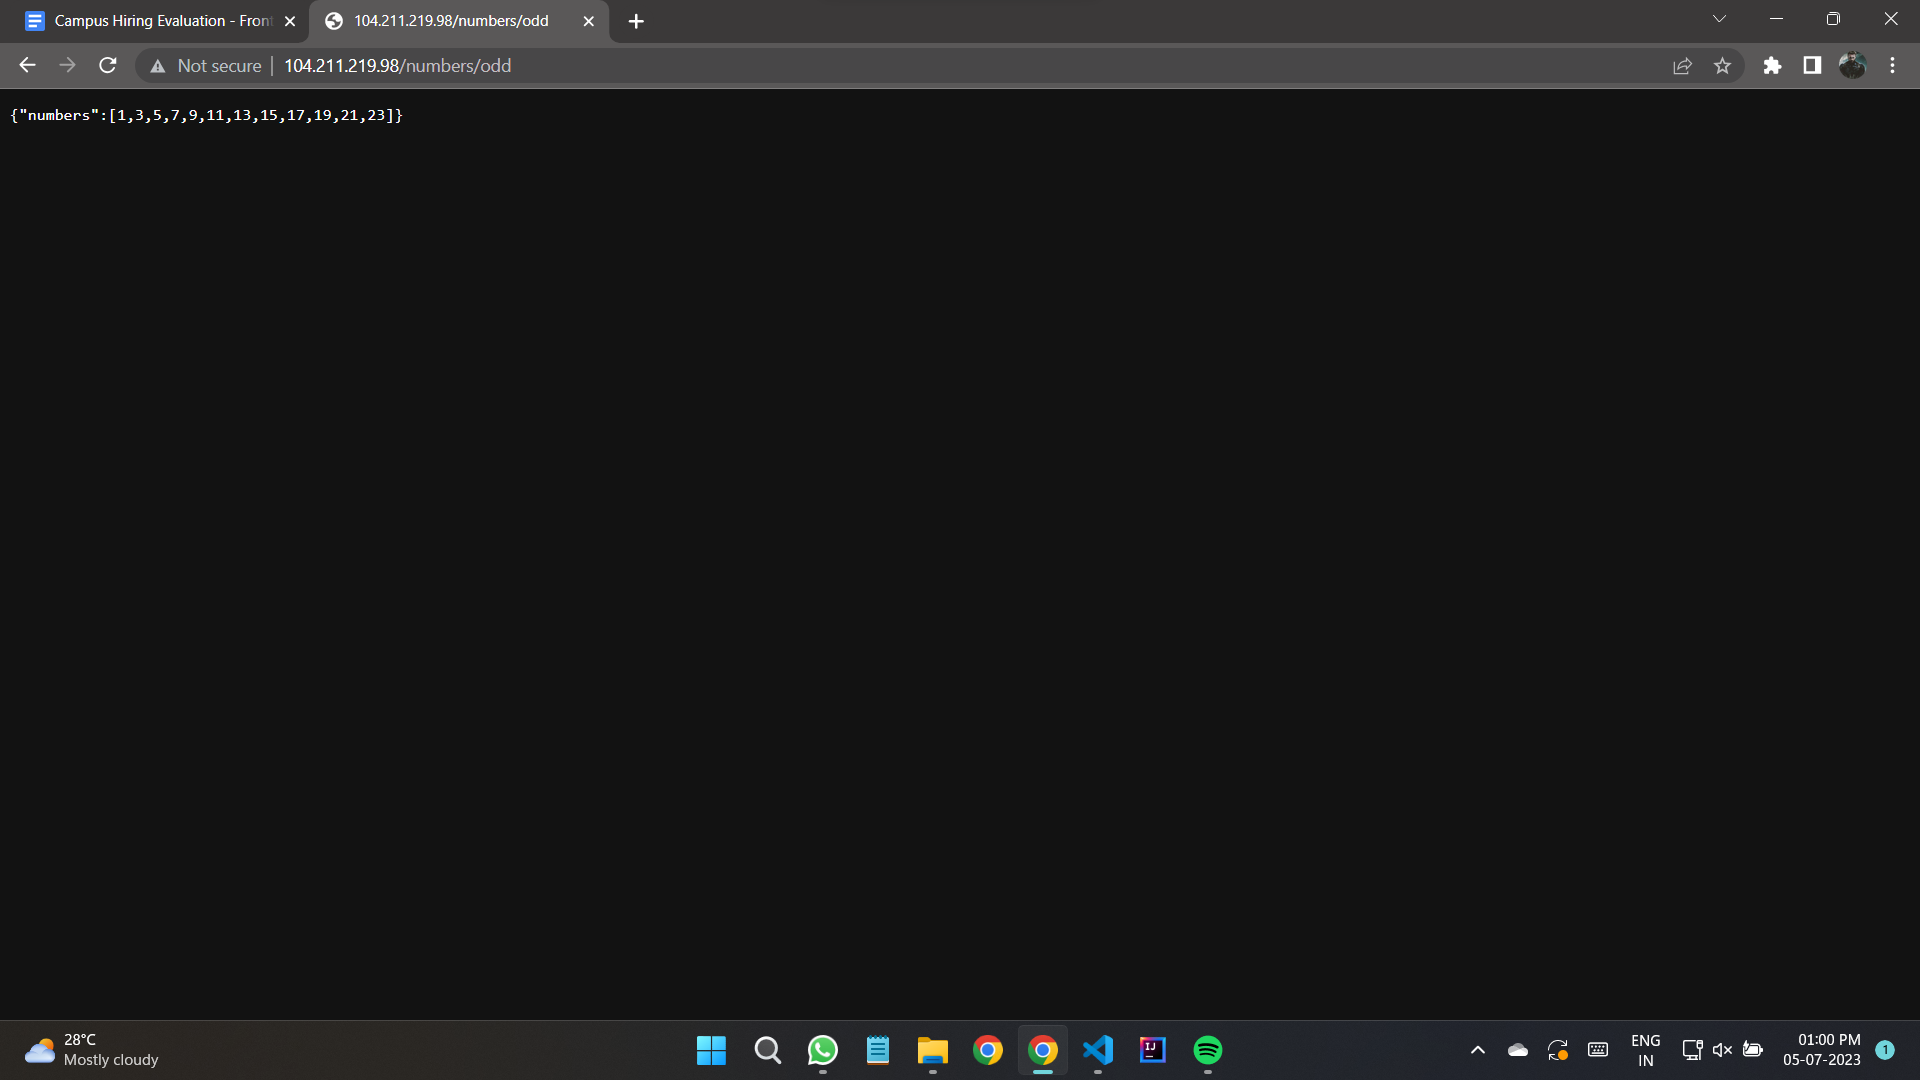 Campus Hiring Evaluation - Front
104.211.219.98/numbers/odd
Not secure
104.211.219.98/numbers/odd
{"numbers":[1,3,5,7,9,11,13,15,17,19,21,23]}
28°C
Mostly cloudy
IJ
ENG
IN
01:00 PM
05-07-2023
1